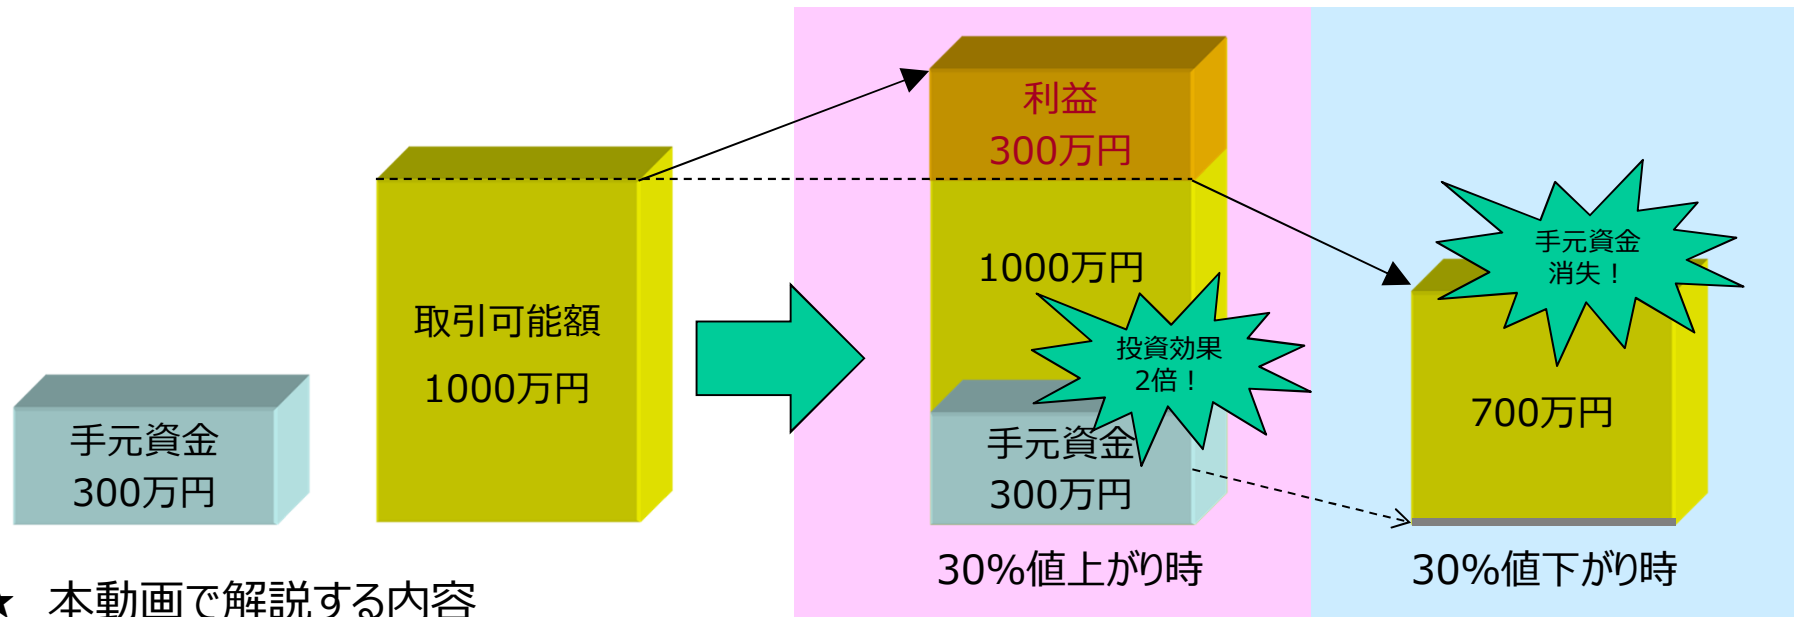 手元資金
300万円
取引可能額
1000万円
利益
300万円
1000万円
投資効果
2倍！
手元資金
300万円
30%値上がり時
手元資金
消失！
700万円
30%値下がり時
★ 本動画で解説する内容